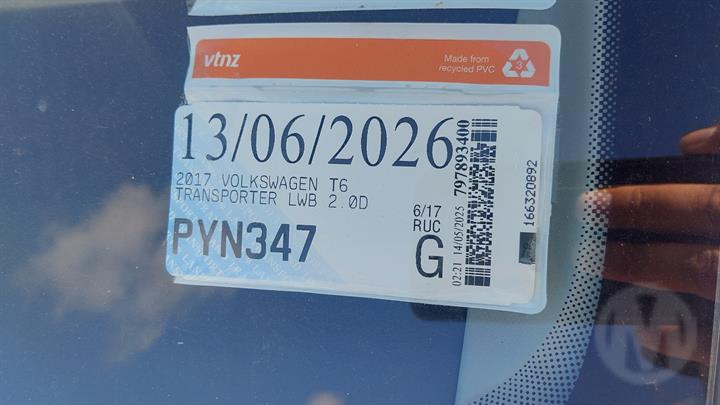 vtnz
Made from
recycled PVC
3
13/06/2026
2017 VOLKSWAGEN T6
TRANSPORTER LWB 2.0D
PYN347
6/17
RUC
G
02:21 14/05/2025 797893400
166320892
M